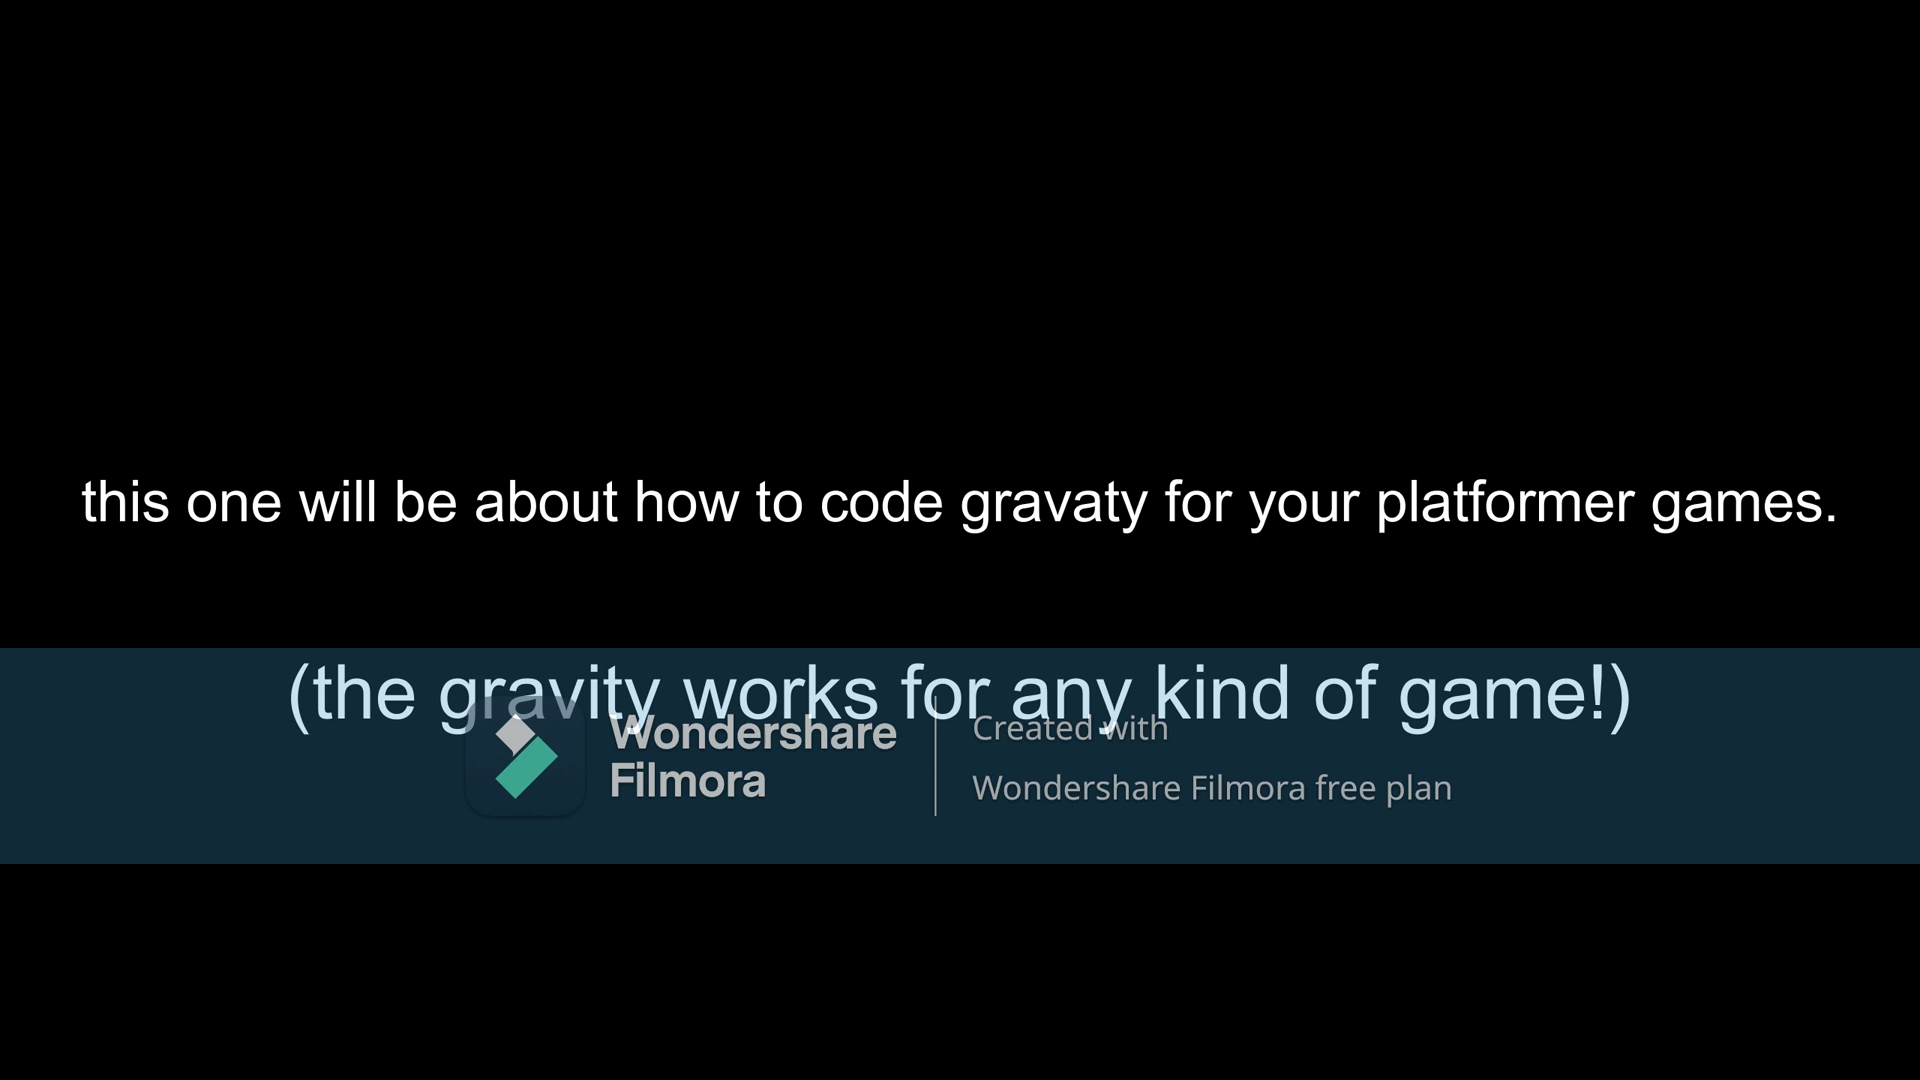 this one will be about how to code gravaty for your platformer games.
(the gravity works for any kind of game!)
Wondershare
Filmora
Created with
Wondershare Filmora free plan